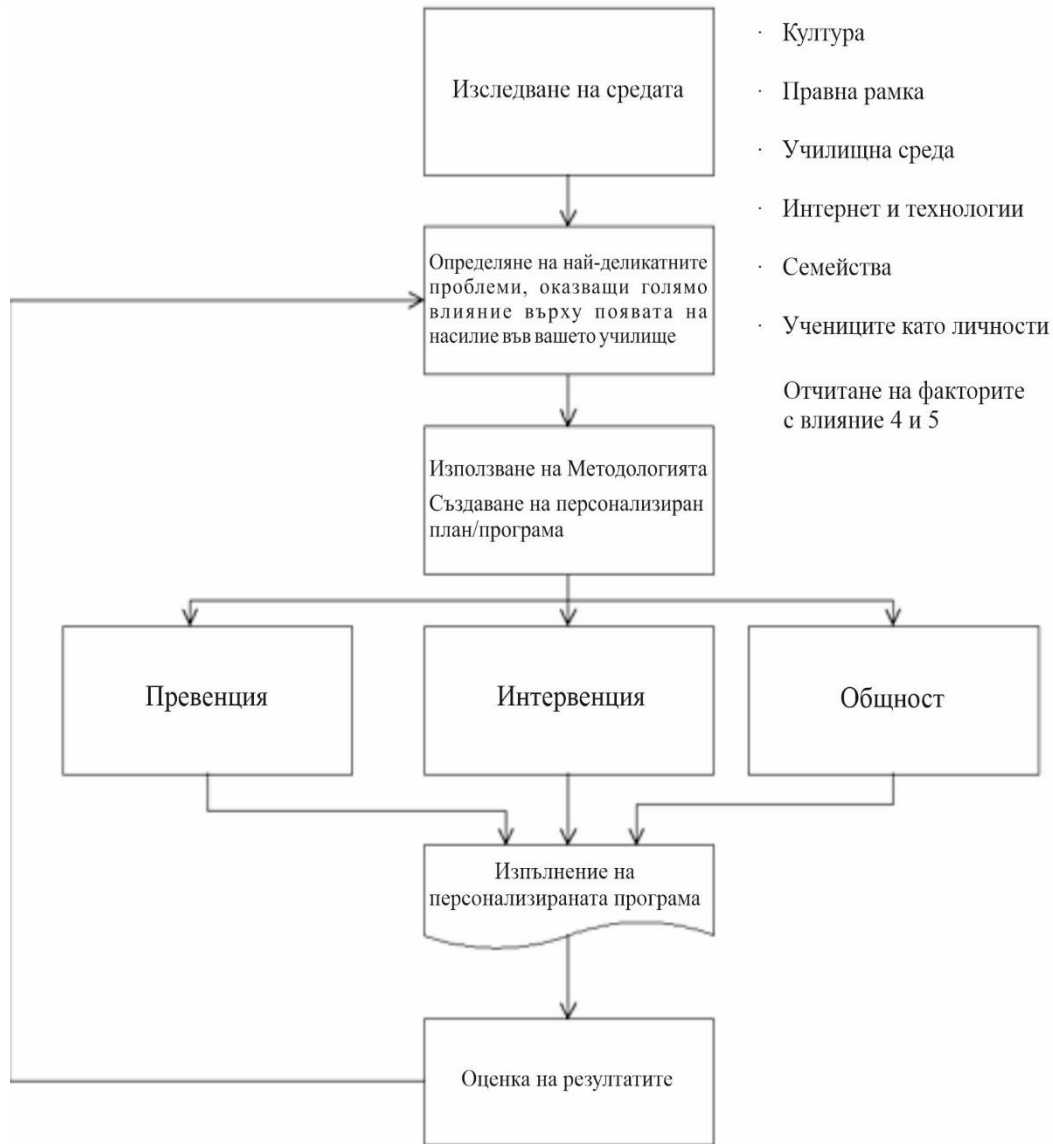 Изследване на средата
· Култура
· Правна рамка
· Училищна среда
· Интернет и технологии
· Семейства
· Учениците като личности
Отчитане на факторите
с влияние 4 и 5
Определяне на най-деликатните
проблеми, оказващи голямо
влияние върху появата на
насилие във вашето училище
Използване на Методологията
Създаване на персонализиран
план/програма
Превенция
Интервенция
Общност
Изпълнение на
персонализираната програма
Оценка на резултатите